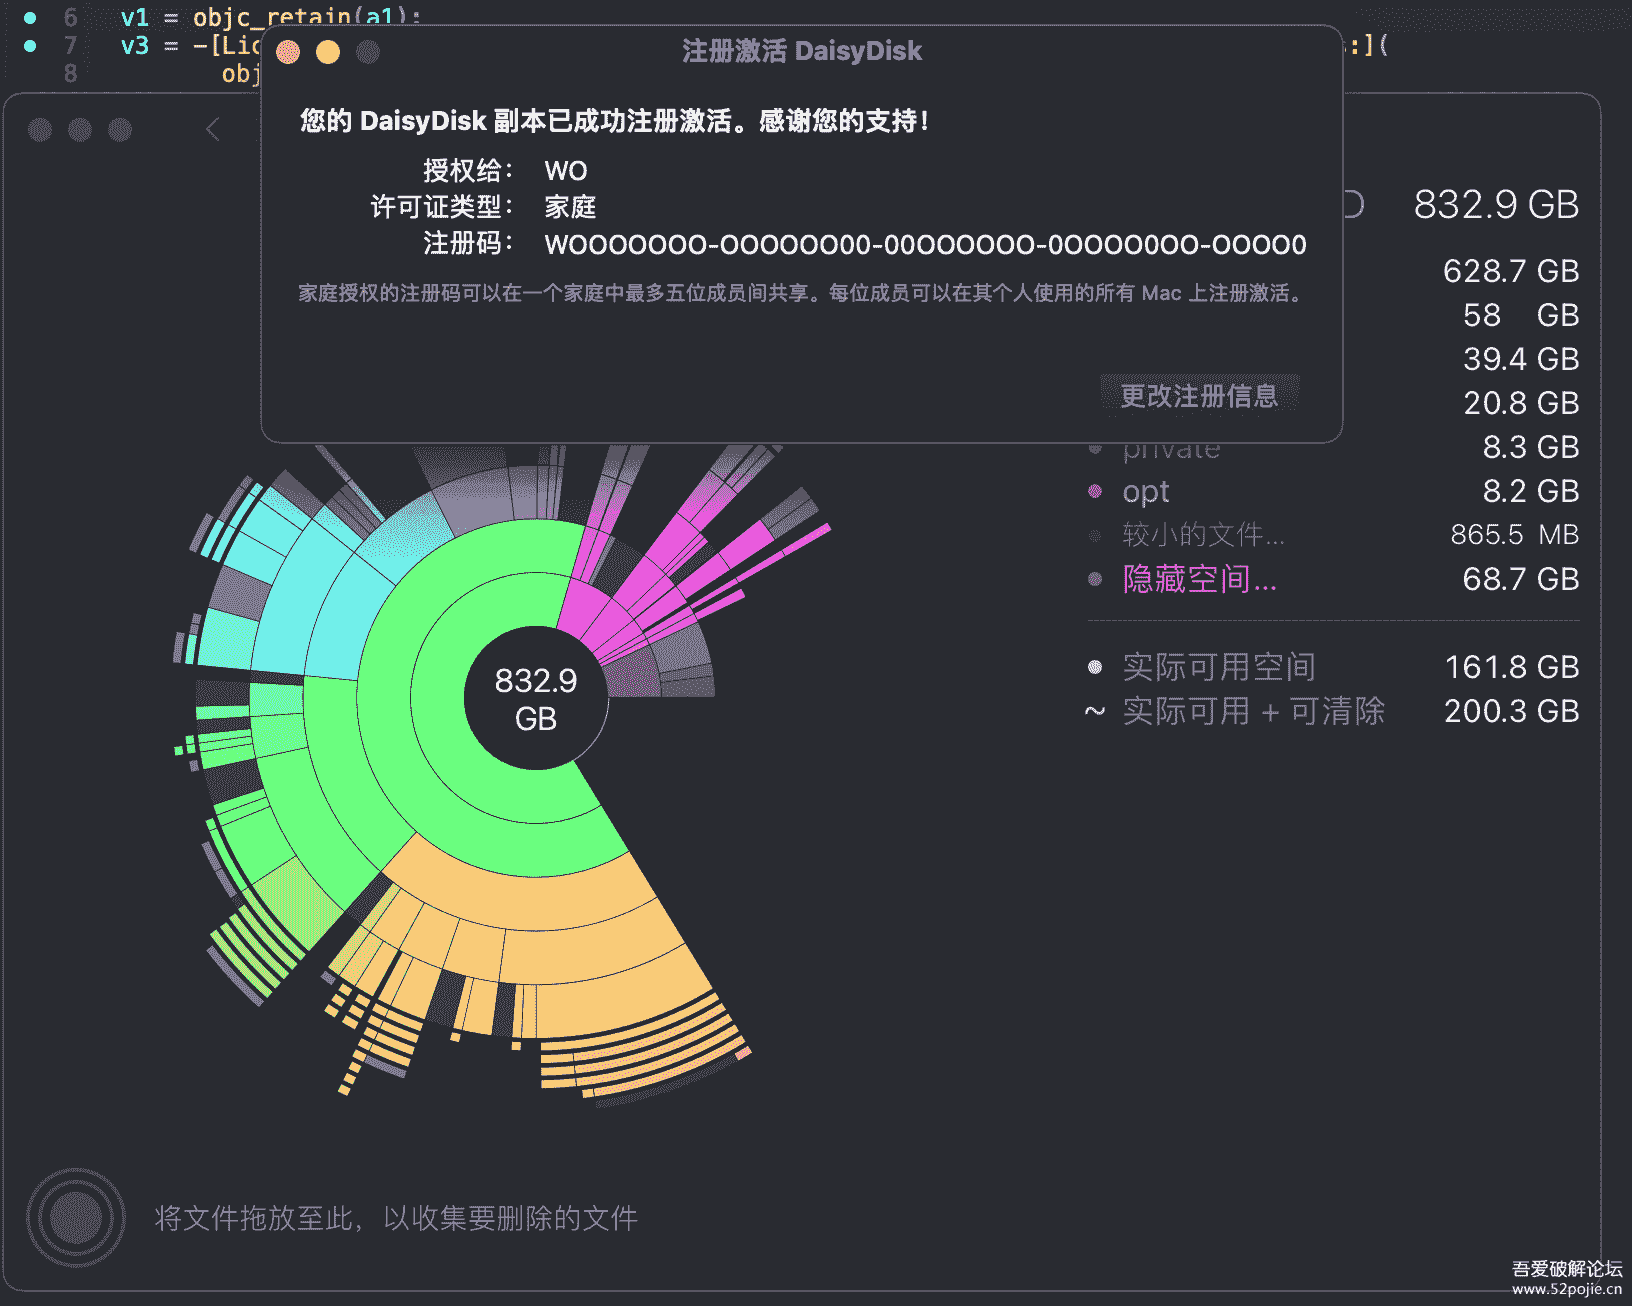 6 v1 = objc_retain(a1);
7 v3 = -[Lic :](
8 obj
注册激活 DaisyDisk
您的 DaisyDisk 副本已成功注册激活。感谢您的支持！
授权给： WO
许可证类型： 家庭
注册码： WOOOOOOO-OOOOOO00-00OOOOOO-0OOOOO0OO-OOOO0
家庭授权的注册码可以在一个家庭中最多五位成员间共享。每位成员可以在其个人使用的所有 Mac 上注册激活。
更改注册信息
D 832.9 GB
628.7 GB
58 GB
39.4 GB
20.8 GB
private 8.3 GB
opt 8.2 GB
较小的文件... 865.5 MB
隐藏空间... 68.7 GB
实际可用空间 161.8 GB
~ 实际可用 + 可清除 200.3 GB
832.9
GB
将文件拖放至此，以收集要删除的文件
吾爱破解论坛
www.52pojie.cn